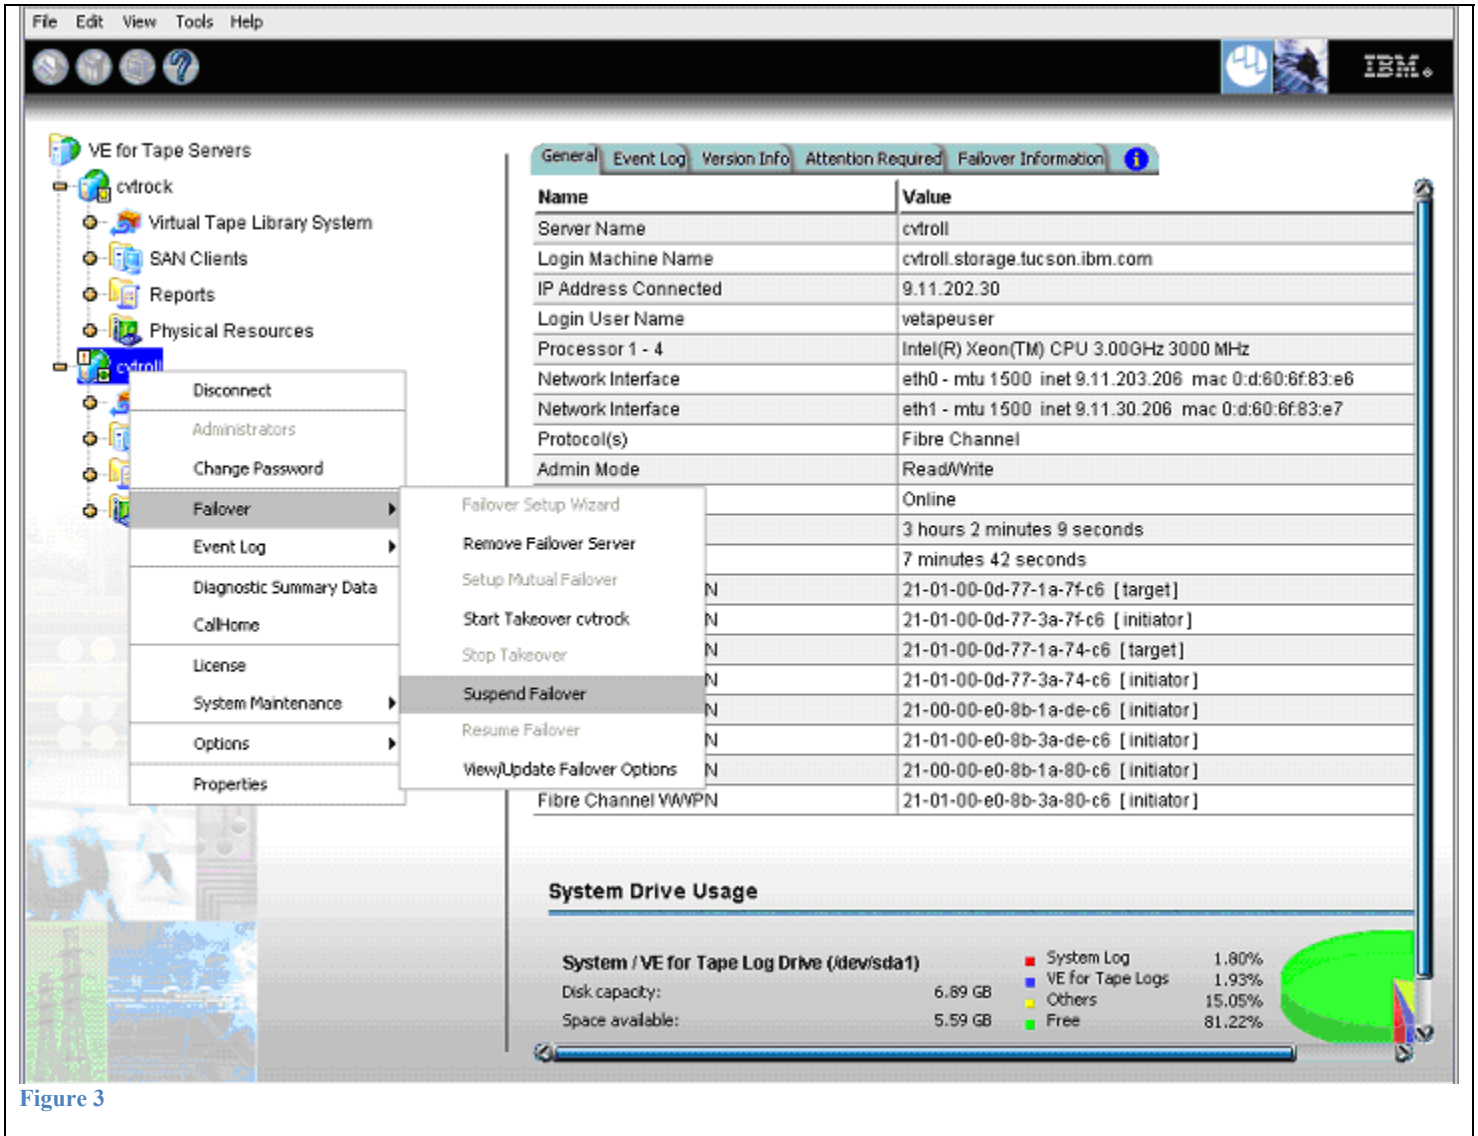 File Edit View Tools Help
IBM
VE for Tape Servers
cvtrock
Virtual Tape Library System
SAN Clients
Reports
Physical Resources
cvtroll
Disconnect
Administrators
Change Password
Failover
Event Log
Diagnostic Summary Data
CallHome
License
System Maintenance
Options
Properties
Failover Setup Wizard
Remove Failover Server
Setup Mutual Failover
Start Takeover cvtrock
Stop Takeover
Suspend Failover
Resume Failover
View/Update Failover Options
General Event Log Version Info Attention Required Failover Information
Name Value
Server Name cvtroll
Login Machine Name cvtroll.storage.tucson.ibm.com
IP Address Connected 9.11.202.30
Login User Name vetapeuser
Processor 1 - 4 Intel(R) Xeon(TM) CPU 3.00GHz 3000 MHz
Network Interface eth0 - mtu 1500 inet 9.11.203.206 mac 0:d:60:6f:83:e6
Network Interface eth1 - mtu 1500 inet 9.11.30.206 mac 0:d:60:6f:83:e7
Protocol(s) Fibre Channel
Admin Mode Read/Write
Online
3 hours 2 minutes 9 seconds
7 minutes 42 seconds
N 21-01-00-0d-77-1a-7f-c6 [target]
N 21-01-00-0d-77-3a-7f-c6 [initiator]
N 21-01-00-0d-77-1a-74-c6 [target]
N 21-01-00-0d-77-3a-74-c6 [initiator]
N 21-00-00-e0-8b-1a-de-c6 [initiator]
N 21-01-00-e0-8b-3a-de-c6 [initiator]
N 21-00-00-e0-8b-1a-80-c6 [initiator]
Fibre Channel WWPN 21-01-00-e0-8b-3a-80-c6 [initiator]
System Drive Usage
System / VE for Tape Log Drive (/dev/sda1)
Disk capacity: 6.89 GB
Space available: 5.59 GB
System Log 1.80%
VE for Tape Logs 1.93%
Others 15.05%
Free 81.22%
Figure 3